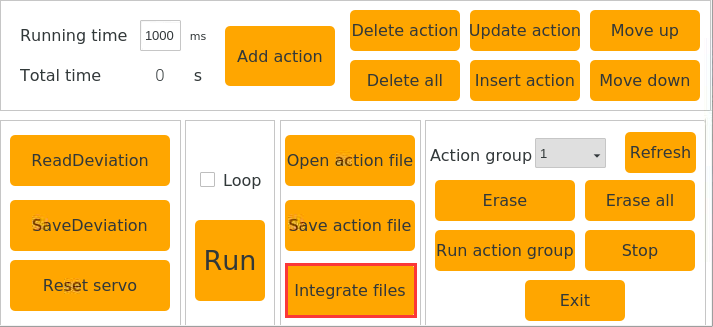 Running time 1000 ms
Total time 0 s
Add action
Delete action Update action Move up
Delete all Insert action Move down
ReadDeviation
SaveDeviation
Reset servo
Loop
Run
Open action file
Save action file
Integrate files
Action group 1 Refresh
Erase Erase all
Run action group Stop
Exit